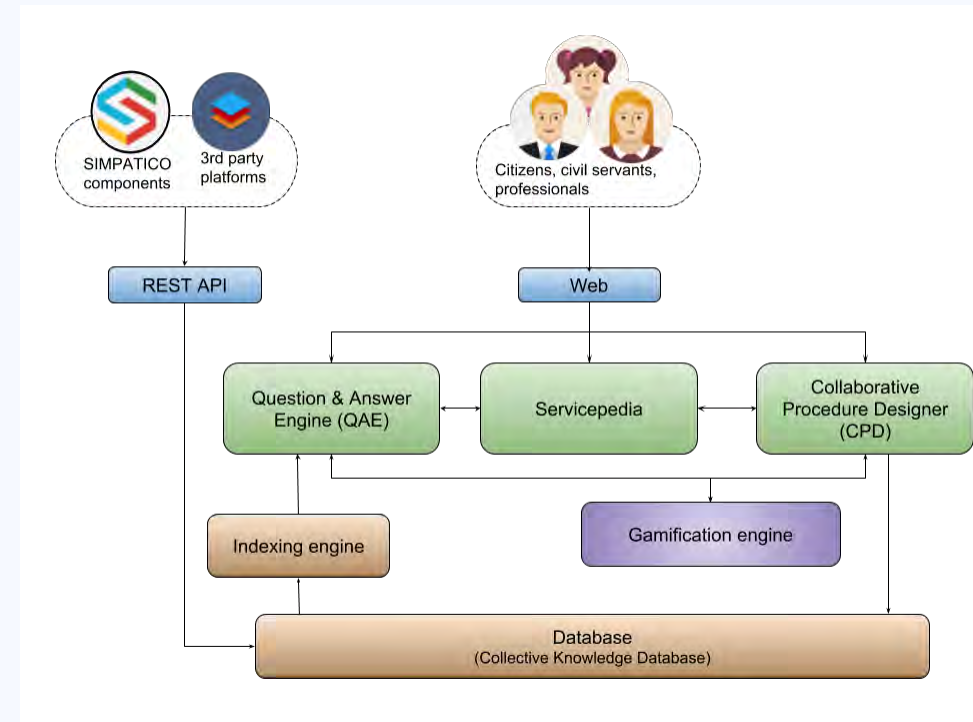 SIMPATICO
components
3rd party
platforms
Citizens, civil servants,
professionals
REST API
Web
Question & Answer
Engine (QAE)
Servicepedia
Collaborative
Procedure Designer
(CPD)
Indexing engine
Gamification engine
Database
(Collective Knowledge Database)